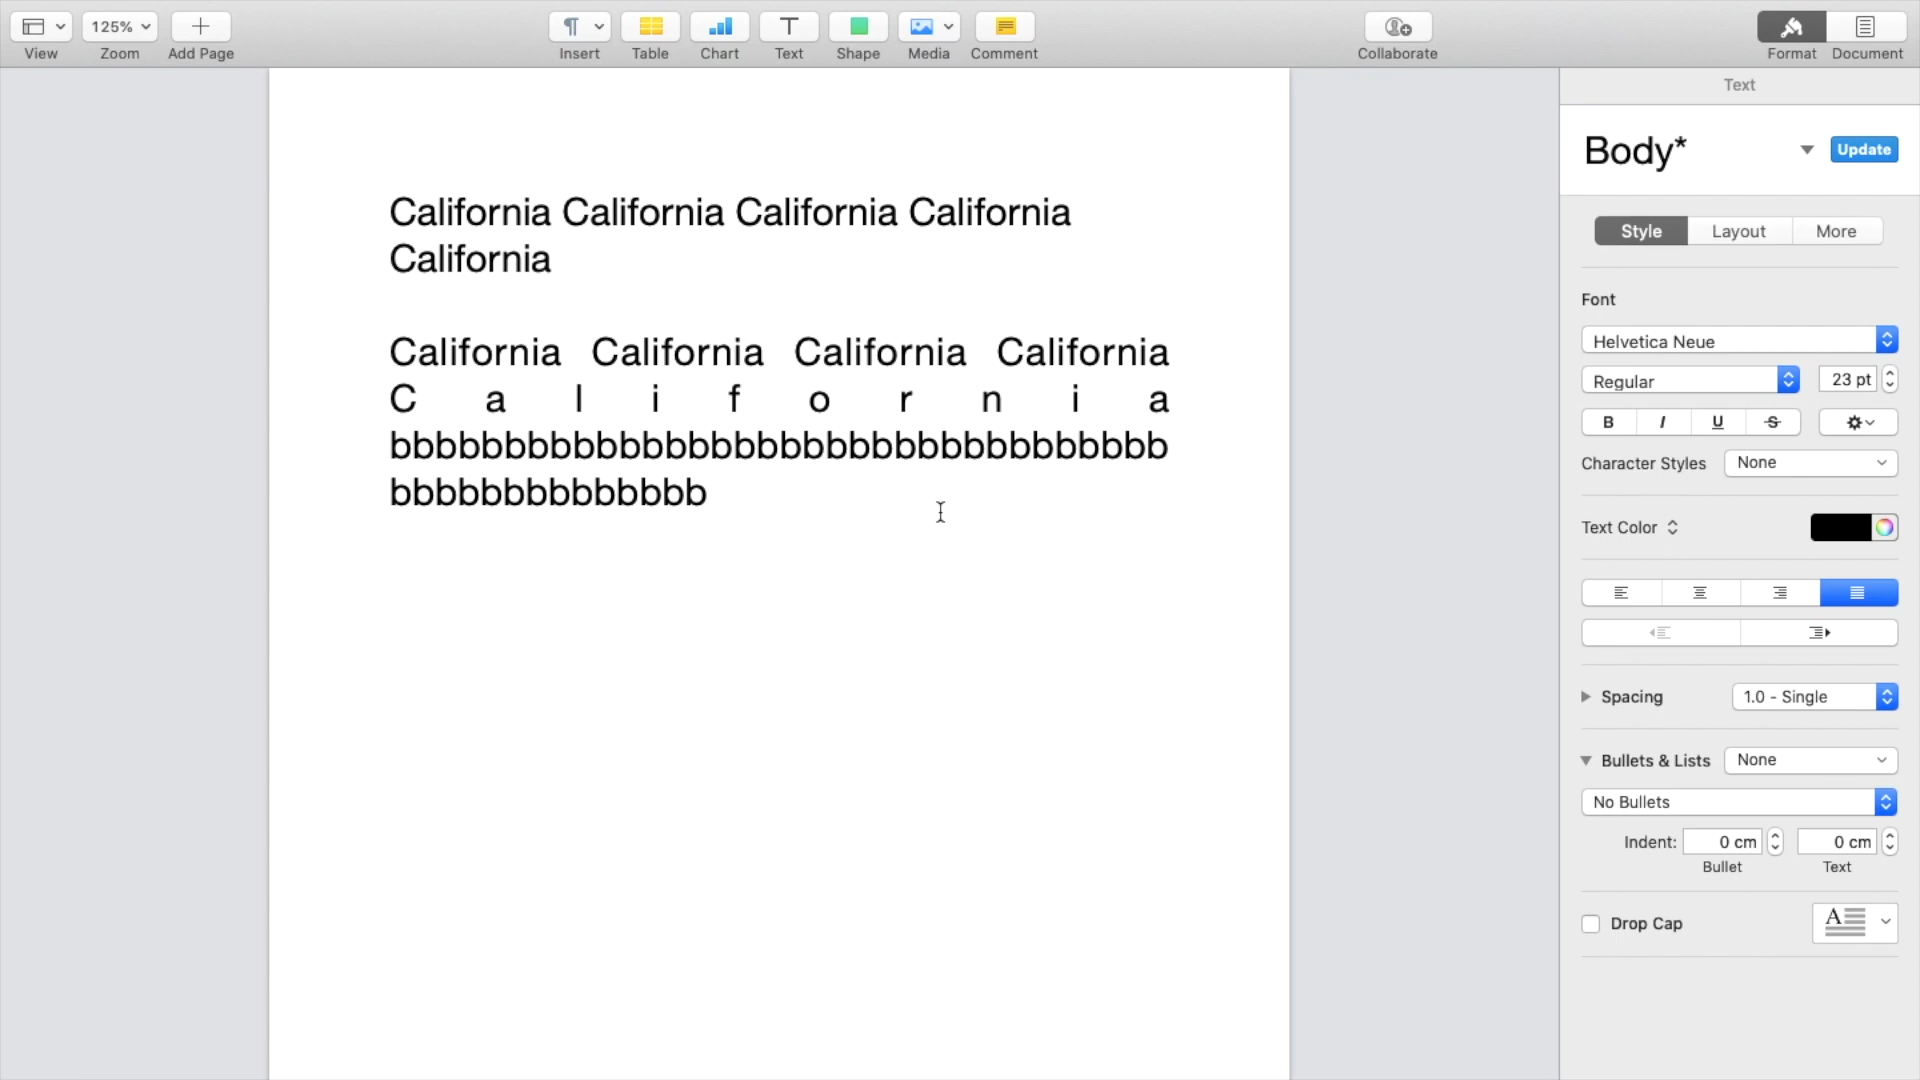 View
125%
Zoom
Add Page
Insert
Table
Chart
Text
Shape
Media
Comment
Collaborate
Format
Document
California California California California
California
California California California California
C a l i f o r n i a
bbbbbbbbbbbbbbbbbbbbbbbbbbbbbbbbbb
bbbbbbbbbbbbbb
Text
Body*
Update
Style
Layout
More
Font
Helvetica Neue
Regular
23 pt
B I U S
Character Styles
None
Text Color
Spacing
1.0 - Single
Bullets & Lists
None
No Bullets
Indent:
0 cm
0 cm
Bullet
Text
Drop Cap
A